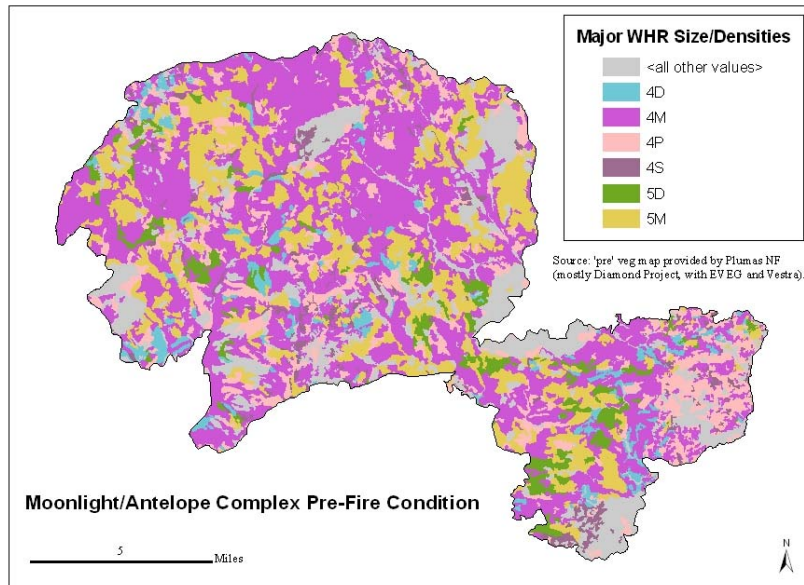 Major WHR Size/Densities
<all other values>
4D
4M
4P
4S
5D
5M
Source: 'pre' veg map provided by Plumas NF
(mostly Diamond Project, with EVEG and Vestra).
Moonlight/Antelope Complex Pre-Fire Condition
5
Miles
N